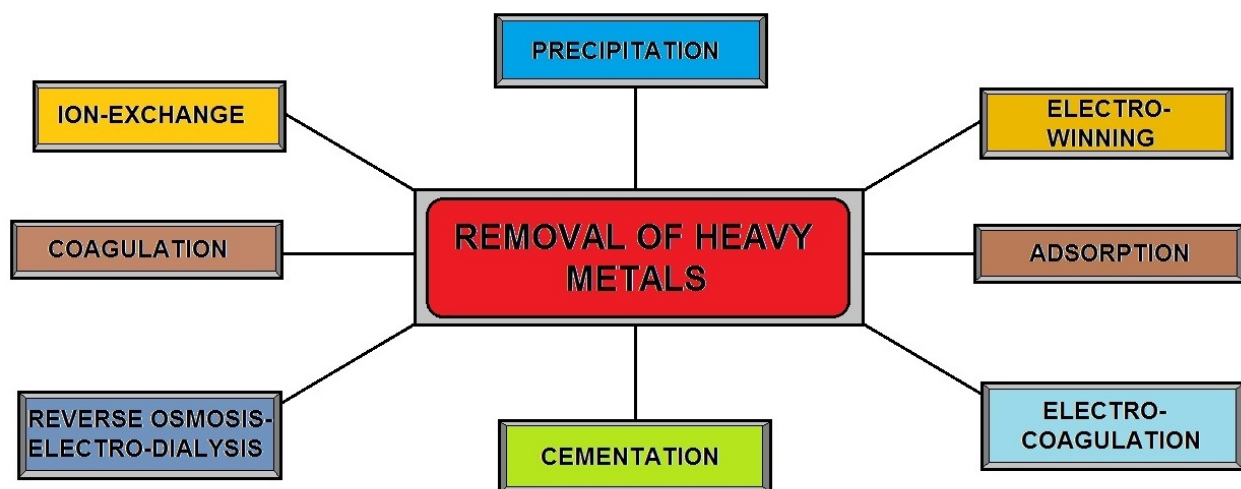 PRECIPITATION
ION-EXCHANGE
ELECTRO-
WINNING
COAGULATION
REMOVAL OF HEAVY
METALS
ADSORPTION
REVERSE OSMOSIS-
ELECTRO-DIALYSIS
CEMENTATION
ELECTRO-
COAGULATION